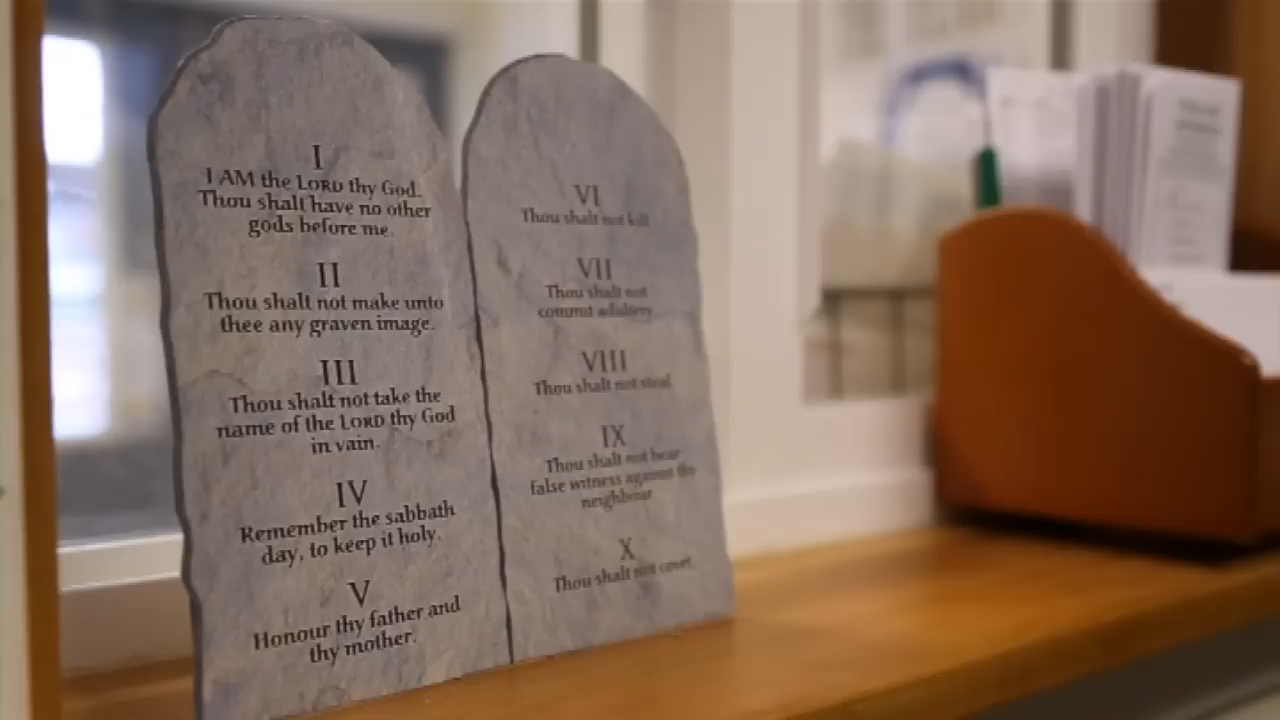 I
I AM the LORD thy God.
Thou shall have no other
gods before me.
II
Thou shalt not make unto
thee any graven image.
III
Thou shalt not take the
name of the LORD thy God
in vain.
IV
Remember the sabbath
day, to keep it holy.
V
Honour thy father and
thy mother.
VI
Thou shalt not kill.
VII
Thou shalt not
commit adultery.
VIII
Thou shalt not steal.
IX
Thou shalt not bear
false witness against thy
neighbour.
X
Thou shalt not covet.